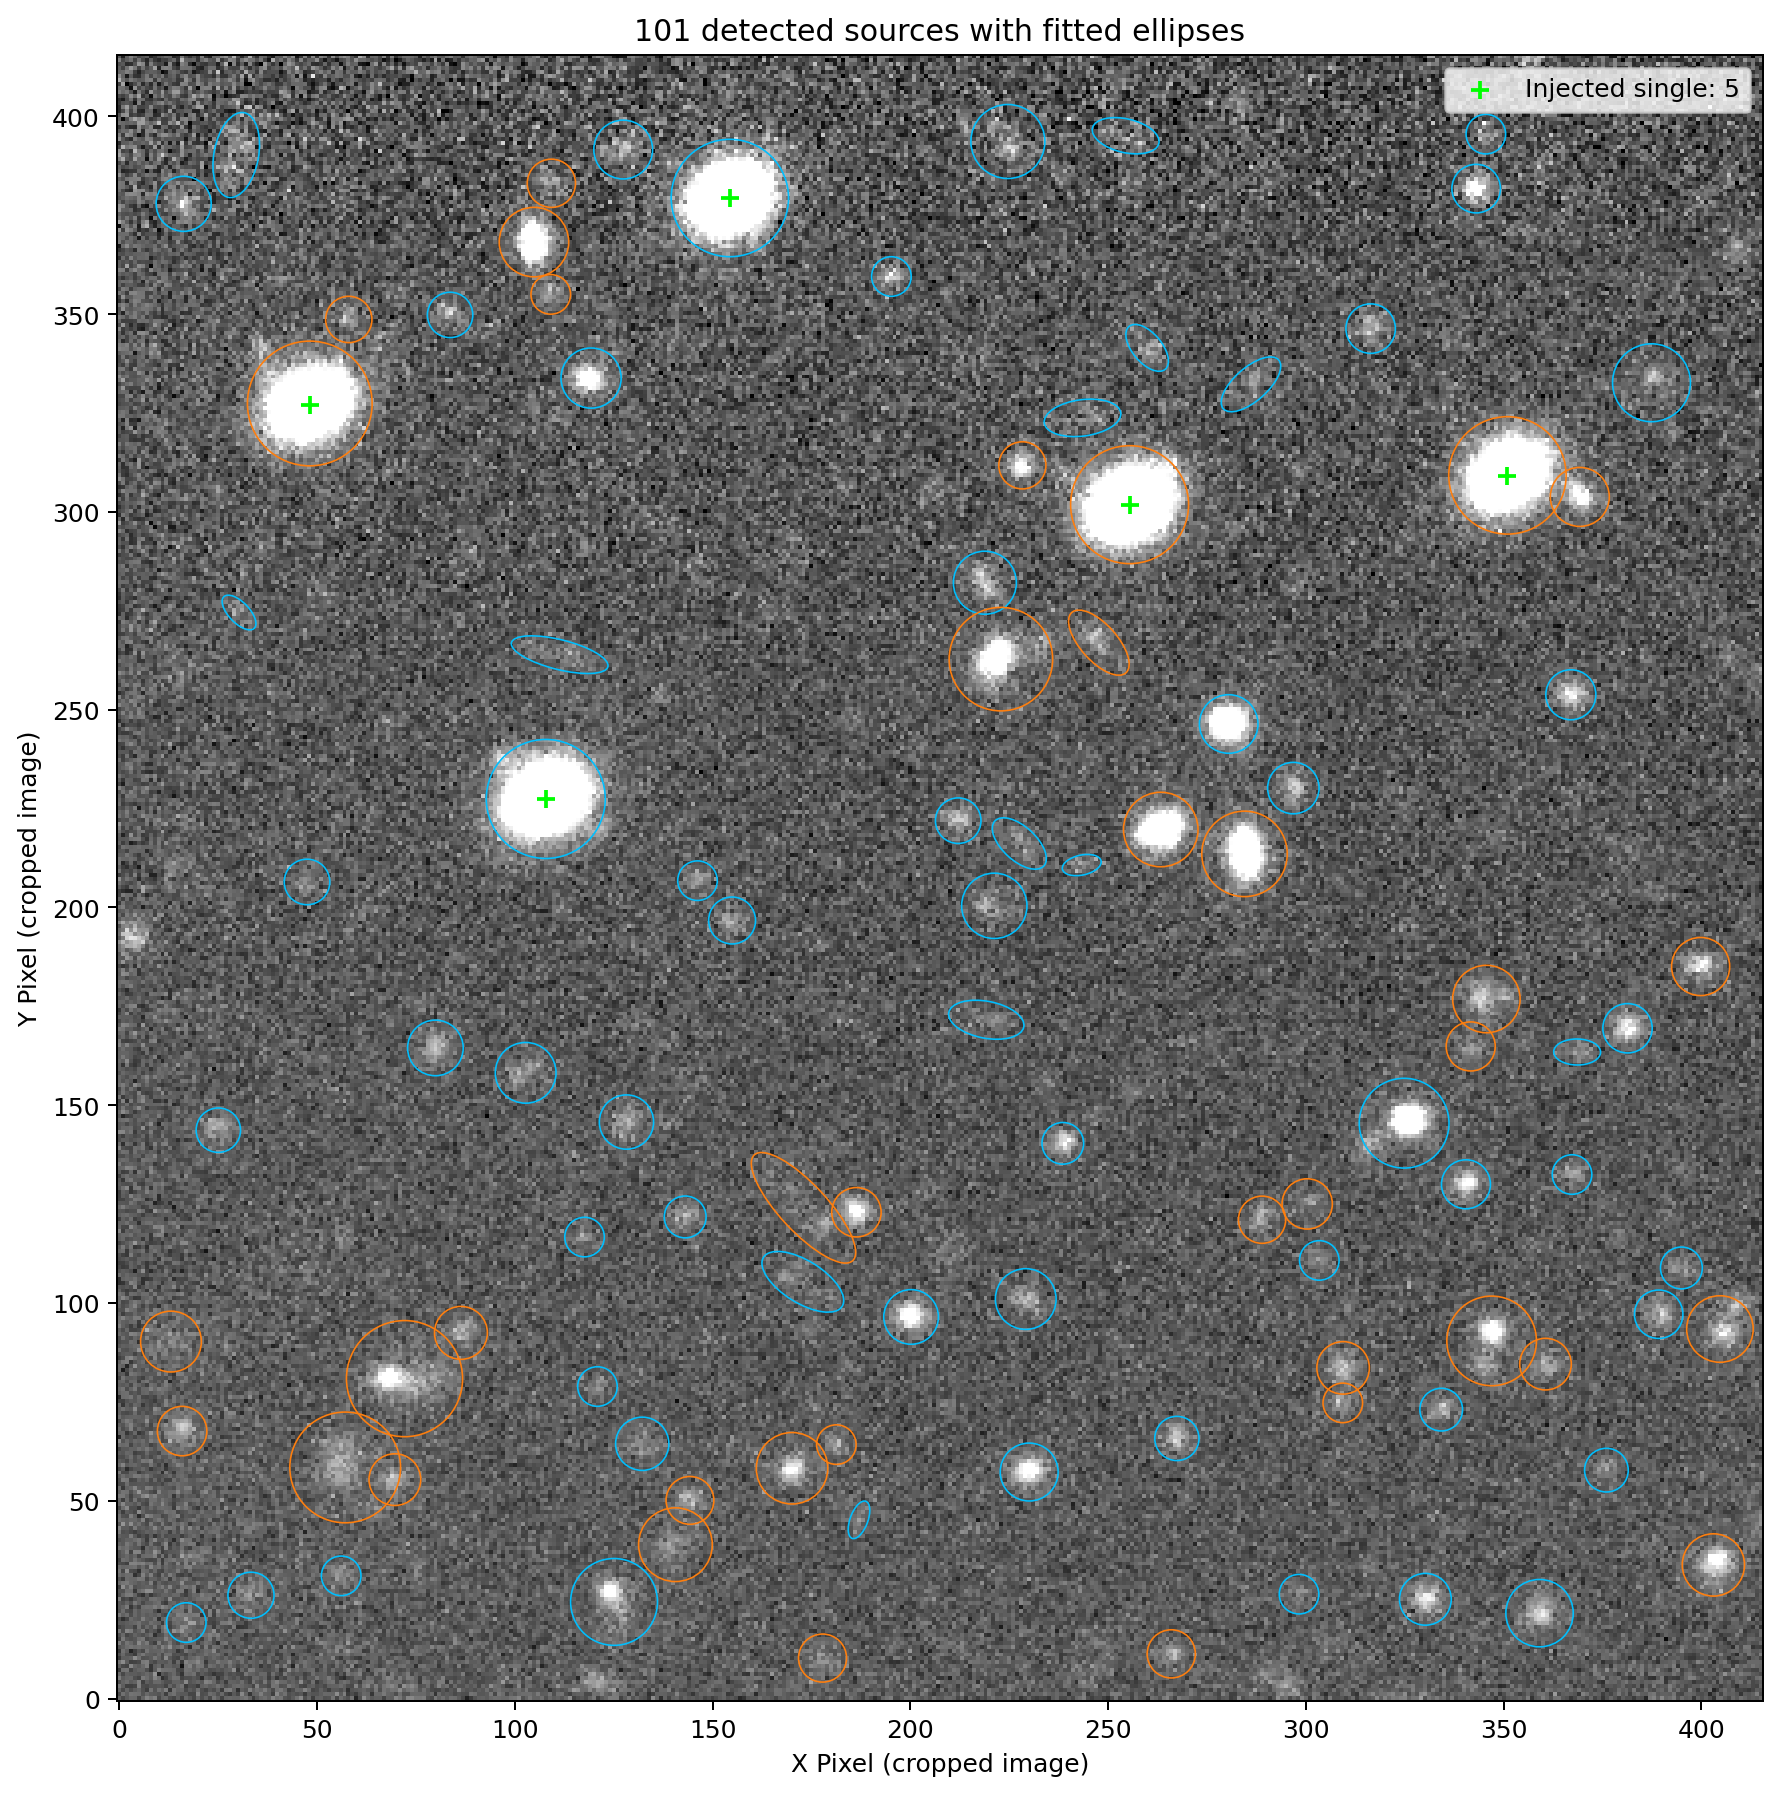 101 detected sources with fitted ellipses
Injected single: 5
400
350
300
250
200
150
100
50
0
Y Pixel (cropped image)
0 50 100 150 200 250 300 350 400
X Pixel (cropped image)